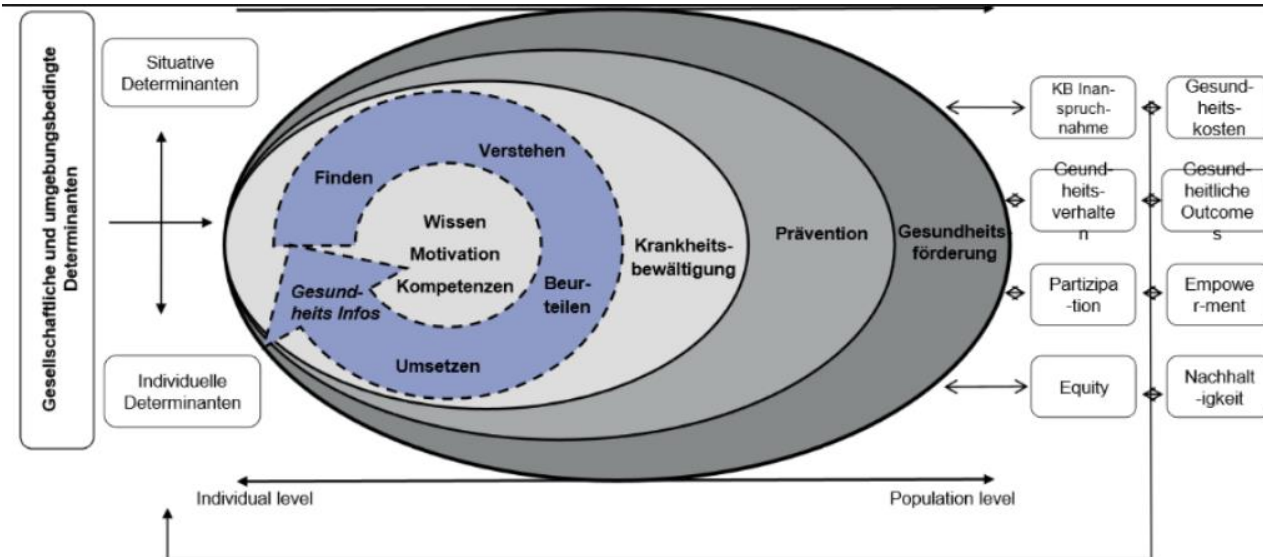 Gesellschaftliche und umgebungsbedingte
Determinanten
Situative
Determinanten
Individuelle
Determinanten
Finden
Verstehen
Beur-
teilen
Umsetzen
Gesund-
heits Infos
Wissen
Motivation
Kompetenzen
Krankheits-
bewältigung
Prävention
Gesundheits
förderung
KB Inan-
spruch-
nahme
Gesund-
heits-
kosten
Geundh
eits-
verhalte
n
Gesund-
heitliche
Outcome
s
Partizipa
-tion
Empowe
r-ment
Equity
Nachhalt
-igkeit
Individual level
Population level